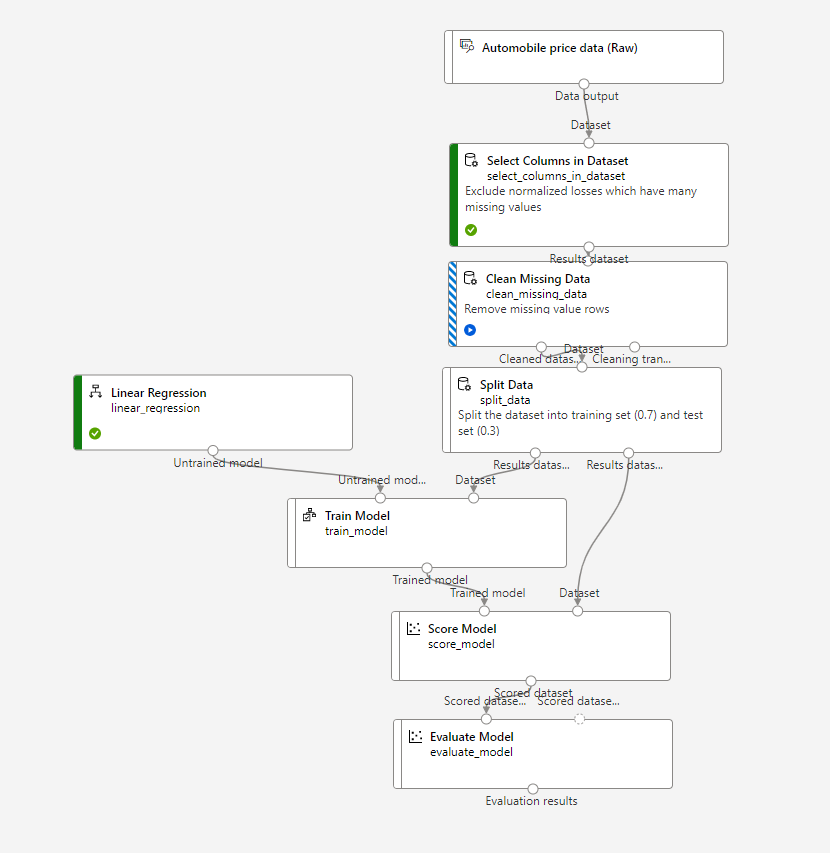 Automobile price data (Raw)
Data output
Dataset
Select Columns in Dataset
select_columns_in_dataset
Exclude normalized losses which have many
missing values
Results dataset
Clean Missing Data
clean_missing_data
Remove missing value rows
Dataset
Cleaned datas...
Cleaning tran...
Split Data
split_data
Split the dataset into training set (0.7) and test
set (0.3)
Results datas...
Results datas...
Linear Regression
linear_regression
Untrained model
Untrained mod...
Dataset
Train Model
train_model
Trained model
Trained model
Dataset
Score Model
score_model
Scored dataset
Scored datase...
Scored datase...
Evaluate Model
evaluate_model
Evaluation results